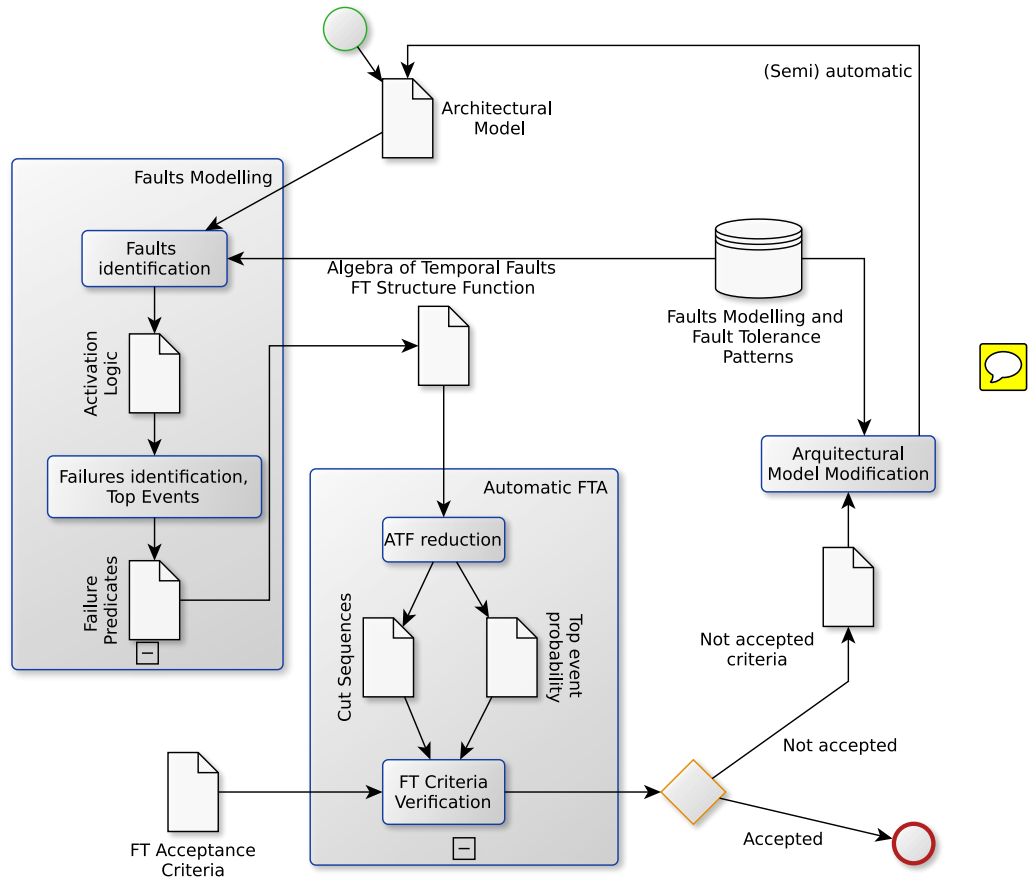 (Semi) automatic
Architectural
Model
Faults Modelling
Faults
identification
Algebra of Temporal Faults
FT Structure Function
Faults Modelling and
Fault Tolerance
Patterns
Activation
Logic
Failures identification,
Top Events
Arquitectural
Model Modification
Automatic FTA
ATF reduction
Failure
Predicates
Cut Sequences
Top event
probability
Not accepted
criteria
Not accepted
FT Criteria
Verification
Accepted
FT Acceptance
Criteria